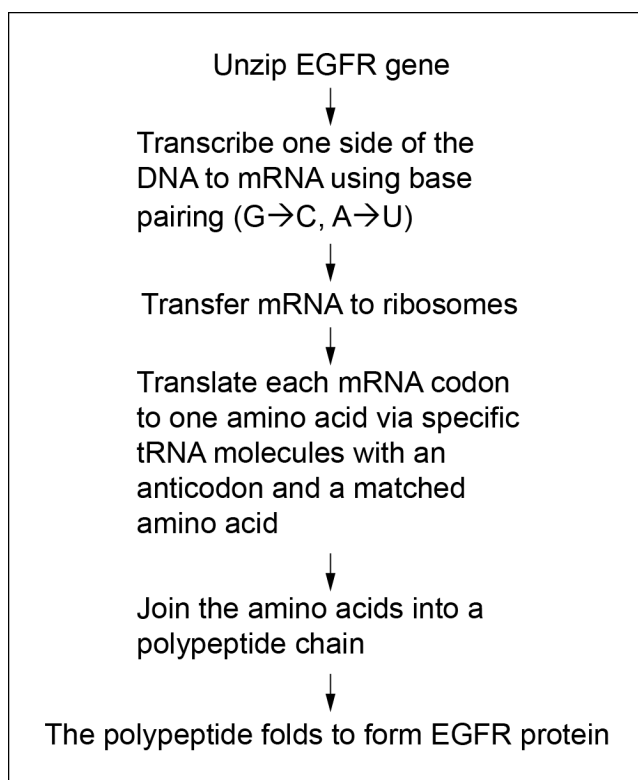 Unzip EGFR gene
Transcribe one side of the
DNA to mRNA using base
pairing (G→C, A→U)
Transfer mRNA to ribosomes
Translate each mRNA codon
to one amino acid via specific
tRNA molecules with an
anticodon and a matched
amino acid
Join the amino acids into a
polypeptide chain
The polypeptide folds to form EGFR protein